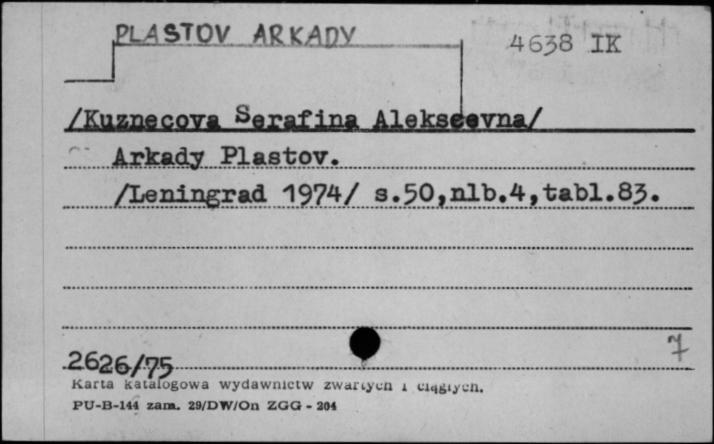 PLASTOV ARKADY
4638 IK
/Kuznecova Serafina Alekseevna/
Arkady Plastov.
/Leningrad 1974/ s.50,nlb.4,tabl.83.
7
2626/75
Karta katalogowa wydawnictw zwartych i ciągłych.
PU-B-144 zam. 29/DW/On ZGG - 204